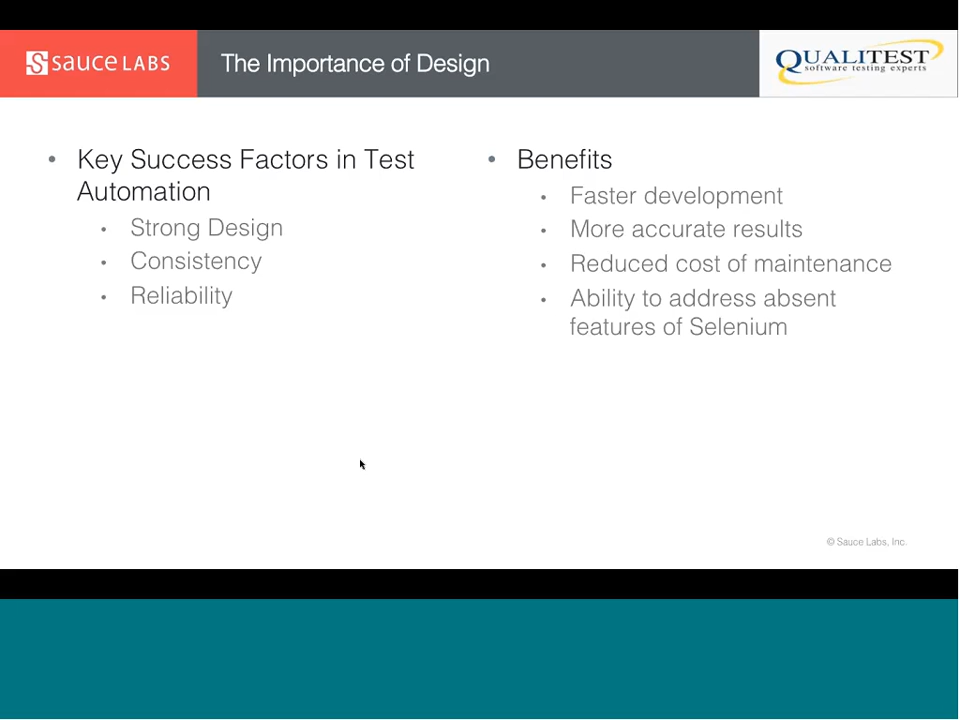 SAUCE LABS
The Importance of Design
QUALITEST
software testing experts
• Key Success Factors in Test
Automation
• Strong Design
• Consistency
• Reliability
• Benefits
• Faster development
• More accurate results
• Reduced cost of maintenance
• Ability to address absent
features of Selenium
© Sauce Labs, Inc.